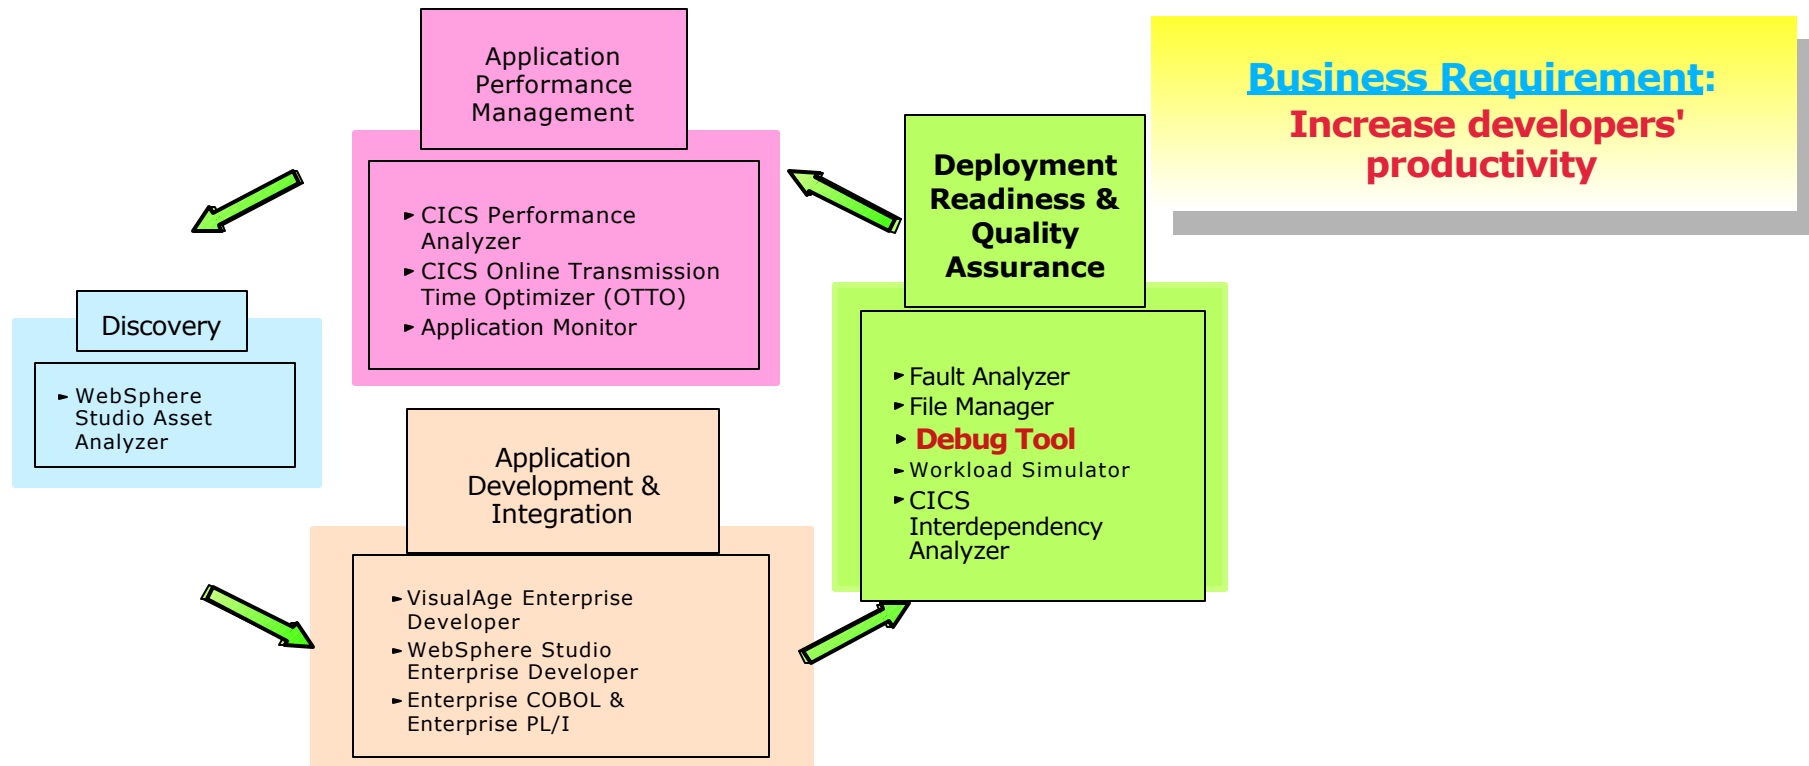 Application
Performance
Management
CICS Performance
Analyzer
CICS Online Transmission
Time Optimizer (OTTO)
Application Monitor
Business Requirement:
Increase developers'
productivity
Deployment
Readiness &
Quality
Assurance
Fault Analyzer
File Manager
Debug Tool
Workload Simulator
CICS
Interdependency
Analyzer
Discovery
WebSphere
Studio Asset
Analyzer
Application
Development &
Integration
VisualAge Enterprise
Developer
WebSphere Studio
Enterprise Developer
Enterprise COBOL &
Enterprise PL/I